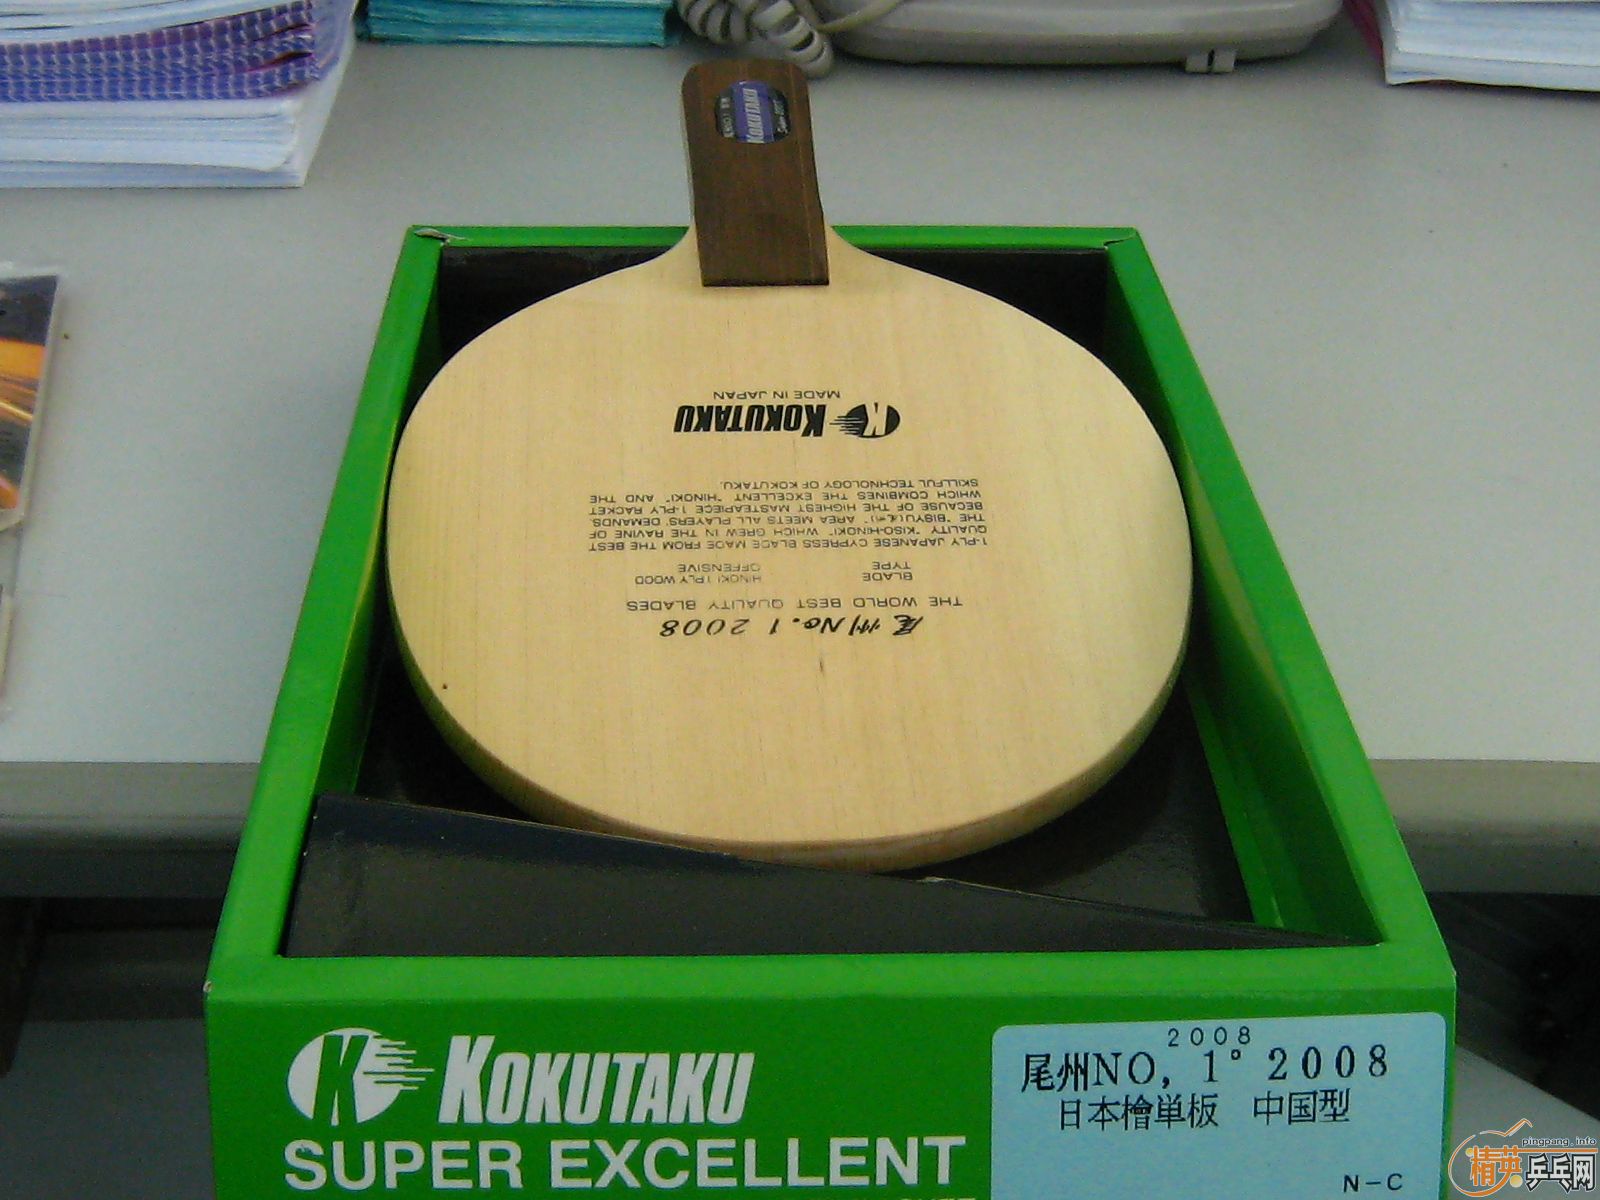 KOKUTAKU
MADE IN JAPAN
KOKUTAKU
SKILLFUL TECHNOLOGY OF KOKUTAKU.
WHICH COMBINES THE EXCELLENT "HINOKI" AND THE
BECAUSE OF THE HIGHEST MASTERPIECE 1-PLY RACKET
THE "BISYU(尾州)" AREA MEETS ALL PLAYERS' DEMANDS.
QUALITY "KISO-HINOKI" WHICH GREW IN THE RAVINE OF
1-PLY JAPANESE CYPRESS BLADE MADE FROM THE BEST
TYPE OFFENSIVE
BLADE HINOKI 1PLY WOOD
THE WORLD BEST QUALITY BLADES
尾州No.1 2008
K KOKUTAKU
SUPER EXCELLENT
2008
尾州NO, 1° 2008
日本檜単板 中国型
N-C
pingpang.info
精英乒乓网